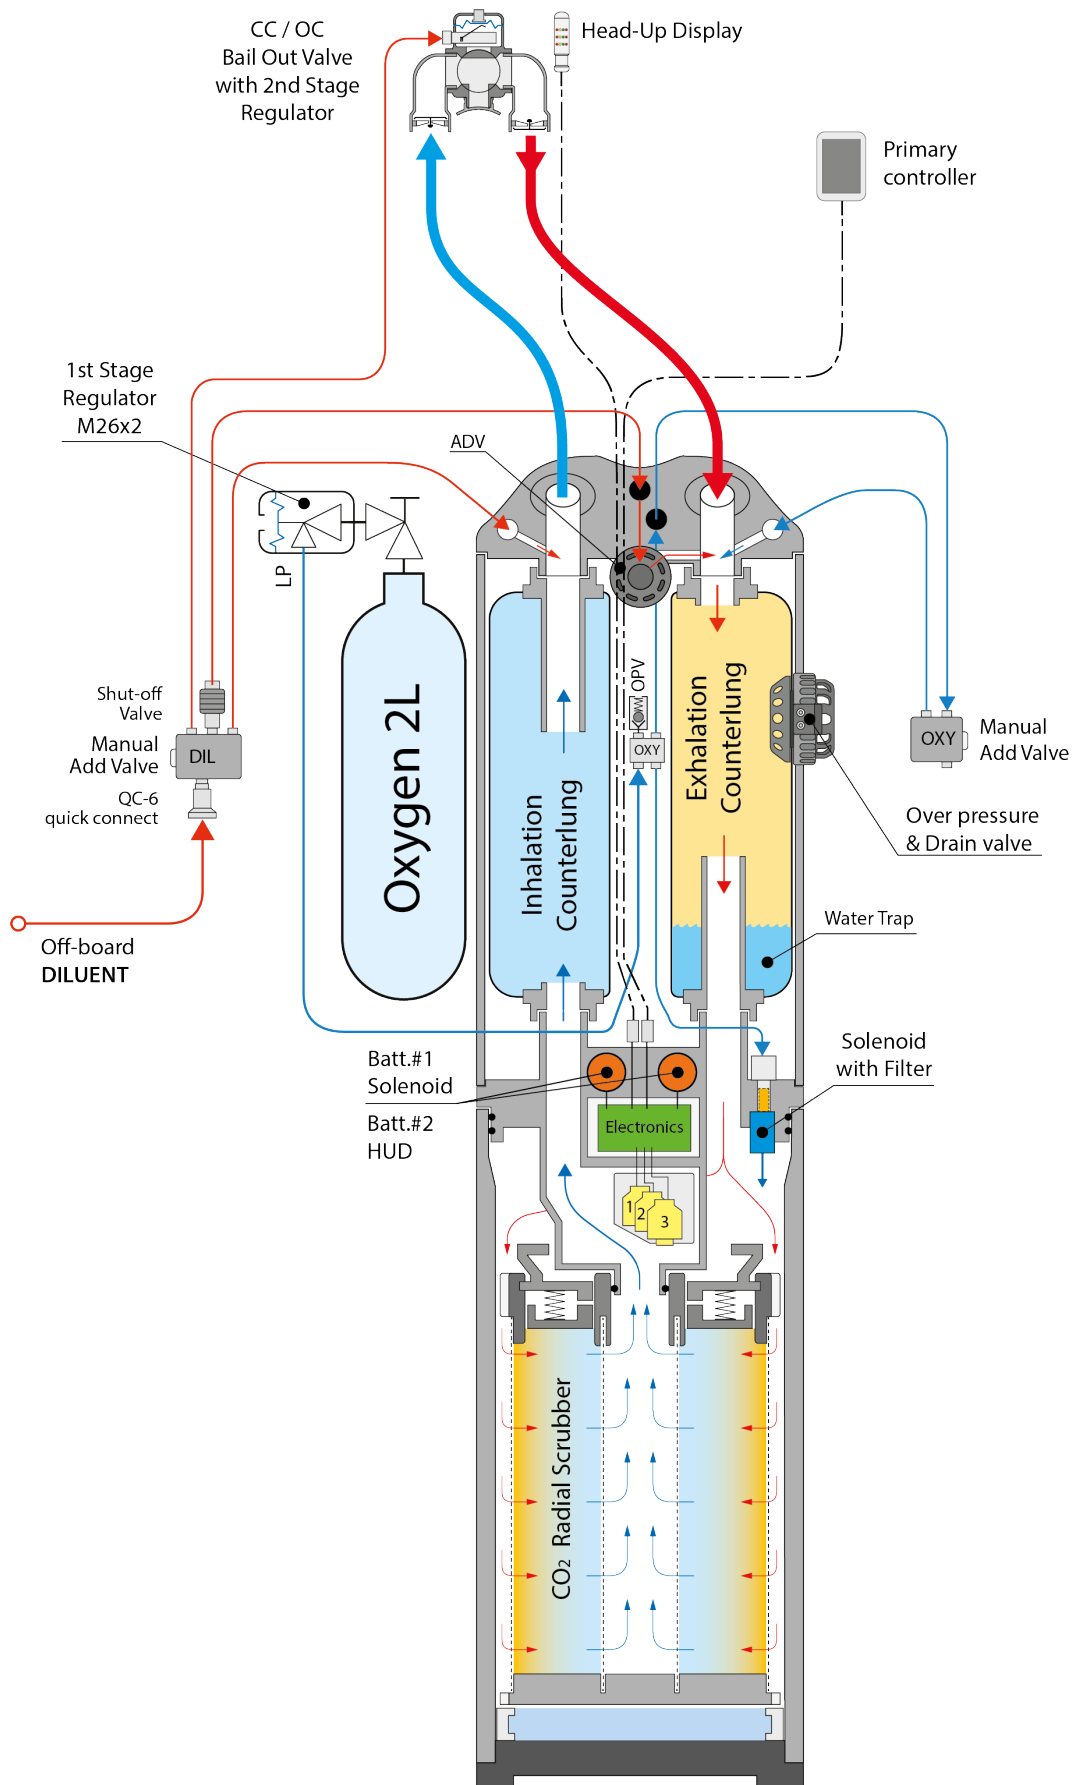 CC / OC
Bail Out Valve
with 2nd Stage
Regulator
Head-Up Display
Primary
controller
1st Stage
Regulator
M26x2
ADV
LP
Shut-off
Valve
Manual
Add Valve
DIL
QC-6
quick connect
Off-board
DILUENT
Oxygen 2L
Inhalation
Counterlung
OPV
OXY
Exhalation
Counterlung
OXY
Manual
Add Valve
Over pressure
& Drain valve
Water Trap
Solenoid
with Filter
Batt.#1
Solenoid
Batt.#2
HUD
Electronics
1
2
3
CO2 Radial Scrubber